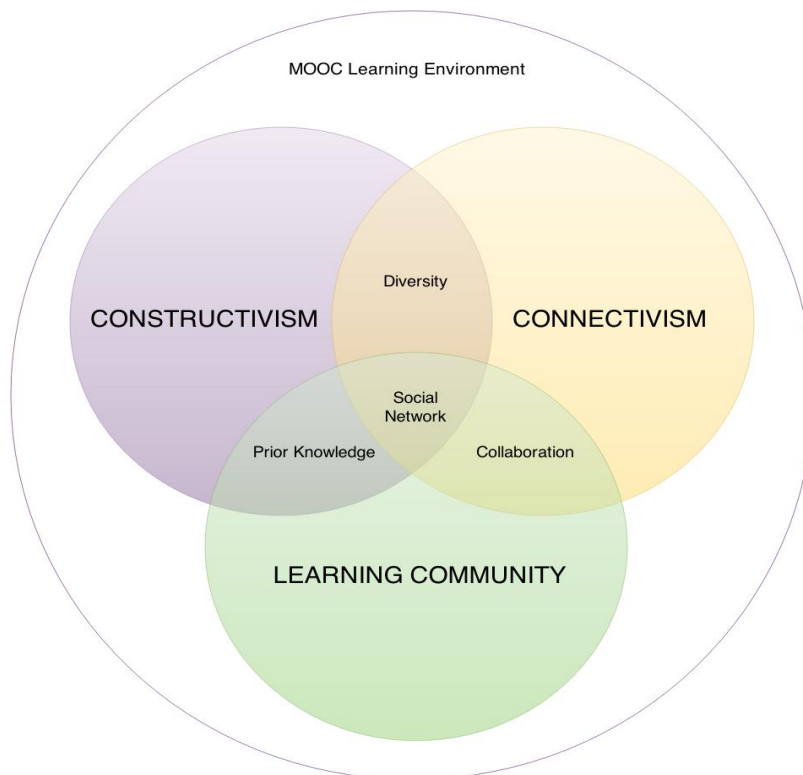 MOOC Learning Environment
Diversity
CONSTRUCTIVISM
CONNECTIVISM
Social
Network
Prior Knowledge
Collaboration
LEARNING COMMUNITY